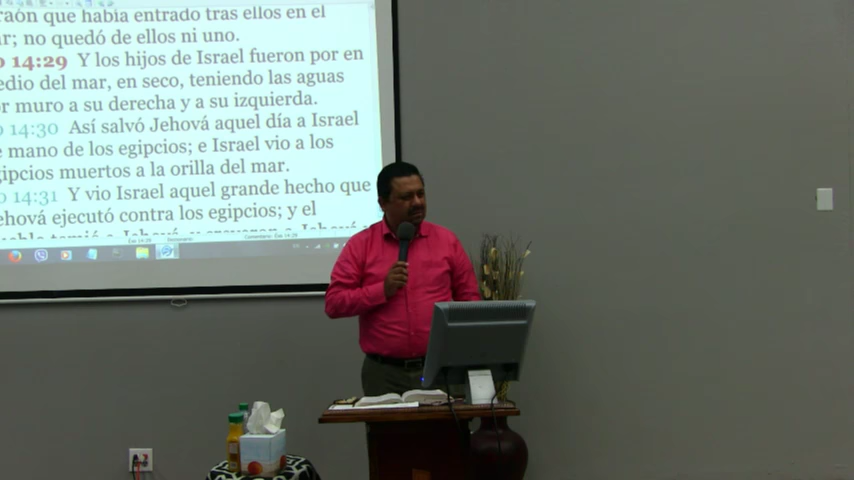 raón que había entrado tras ellos en el
ar; no quedó de ellos ni uno.
o 14:29 Y los hijos de Israel fueron por en
edio del mar, en seco, teniendo las aguas
or muro a su derecha y a su izquierda.
o 14:30 Así salvó Jehová aquel día a Israel
e mano de los egipcios; e Israel vio a los
gipcios muertos a la orilla del mar.
o 14:31 Y vio Israel aquel grande hecho que
ehová ejecutó contra los egipcios; y el